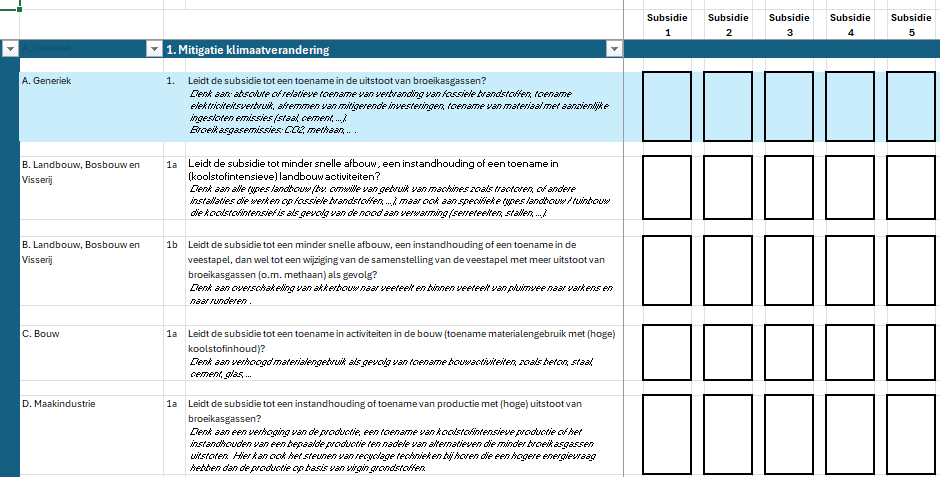 Subsidie 1
Subsidie 2
Subsidie 3
Subsidie 4
Subsidie 5
A. Generiek
1. Mitigatie klimaatverandering
A. Generiek
1. Leidt de subsidie tot een toename in de uitstoot van broeikasgassen?
Denk aan: absolute of relatieve toename van verbranding van fossiele brandstoffen, toename
elektriciteitsverbruik, afremmen van mitigerende investeringen, toename van materiaal met aanzienlijke
ingesloten emissies (staal, cement, ...).
Broeikasgasemissies: CO2, methaan, .. .
B. Landbouw, Bosbouw en
Visserij
1a Leidt de subsidie tot minder snelle afbouw , een instandhouding of een toename in
(koolstofintensieve) landbouw activiteiten?
Denk aan alle types landbouw (bv. omwille van gebruik van machines zoals tractoren, of andere
installaties die werken op fossiele brandstoffen, ...), maar ook aan specifieke types landbouw / tuinbouw
die koolstofintensief is als gevolg van de nood aan verwarming (serreteelten, stallen, ...).
B. Landbouw, Bosbouw en
Visserij
1b Leidt de subsidie tot een minder snelle afbouw, een instandhouding of een toename in de
veestapel, dan wel tot een wijziging van de samenstelling van de veestapel met meer uitstoot van
broeikasgassen (o.m. methaan) als gevolg?
Denk aan overschakeling van akkerbouw naar veeteelt en binnen veeteelt van pluimvee naar varkens en
naar runderen .
C. Bouw
1a Leidt de subsidie tot een toename in activiteiten in de bouw (toename materialengebruik met (hoge)
koolstofinhoud)?
Denk aan verhoogd materialengebruik als gevolg van toename bouwactiviteiten, zoals beton, staal,
cement, glas, ...
D. Maakindustrie
1a Leidt de subsidie tot een instandhouding of toename van productie met (hoge) uitstoot van
broeikasgassen?
Denk aan een verhoging van de productie, een toename van koolstofintensieve productie of het
instandhouden van een bepaalde productie ten nadele van alternatieven die minder broeikasgassen
uitstoten. Hier kan ook het steunen van recyclage technieken bij horen die een hogere energievraag
hebben dan de productie op basis van virgin grondstoffen.